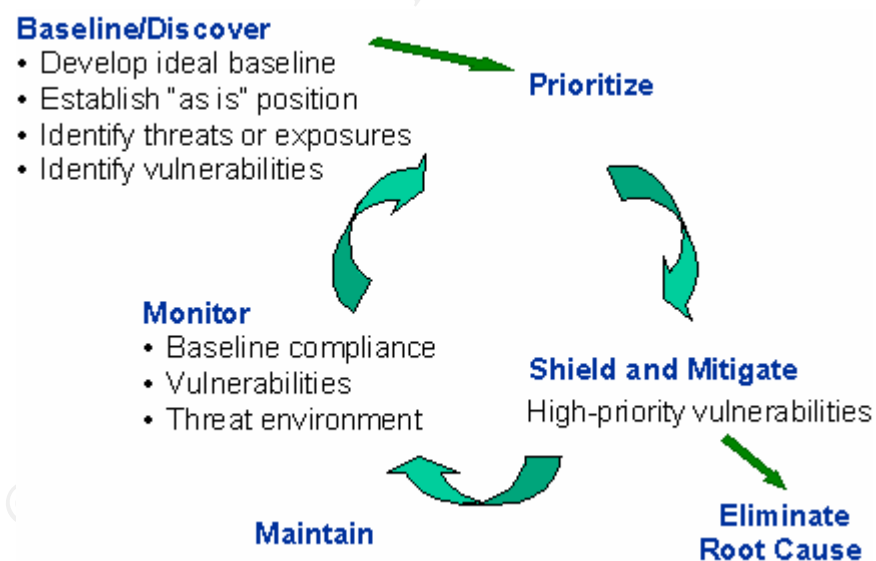 Baseline/Discover
• Develop ideal baseline
• Establish "as is" position
• Identify threats or exposures
• Identify vulnerabilities
Prioritize
Monitor
• Baseline compliance
• Vulnerabilities
• Threat environment
Shield and Mitigate
High-priority vulnerabilities
Maintain
Eliminate
Root Cause